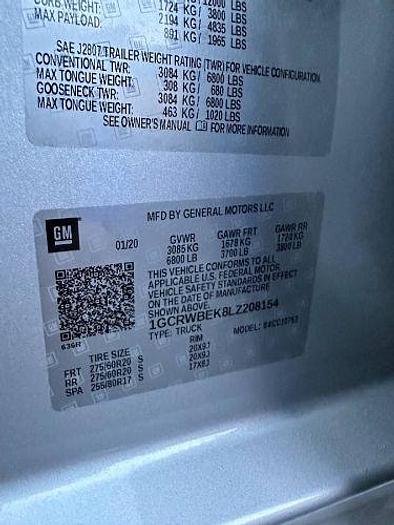 CURB WEIGHT: 1724 KG/ 3800 LBS
MAX PAYLOAD: 2194 KG/ 4835 LBS
891 KG/ 1965 LBS
SAE J2807 TRAILER WEIGHT RATING (TWR) FOR VEHICLE CONFIGURATION
CONVENTIONAL TWR: 3084 KG/ 6800 LBS
MAX TONGUE WEIGHT: 308 KG/ 680 LBS
GOOSENECK TWR: 3084 KG/ 6800 LBS
MAX TONGUE WEIGHT: 463 KG/ 1020 LBS
SEE OWNER'S MANUAL FOR MORE INFORMATION
GM
MFD BY GENERAL MOTORS LLC
01/20 GVWR GAWR FRT GAWR RR
3085 KG 1678 KG 1724 KG
6800 LB 3700 LB 3800 LB
THIS VEHICLE CONFORMS TO ALL
APPLICABLE U.S. FEDERAL MOTOR
VEHICLE SAFETY STANDARDS IN EFFECT
ON THE DATE OF MANUFACTURE
SHOWN ABOVE.
1GCRWBEK8LZ208154
TYPE: TRUCK MODEL:
636R
TIRE SIZE RIM
FRT 275/60R20 S 20X9J
RR 275/60R20 S 20X9J
SPA 255/80R17 S 17X8J